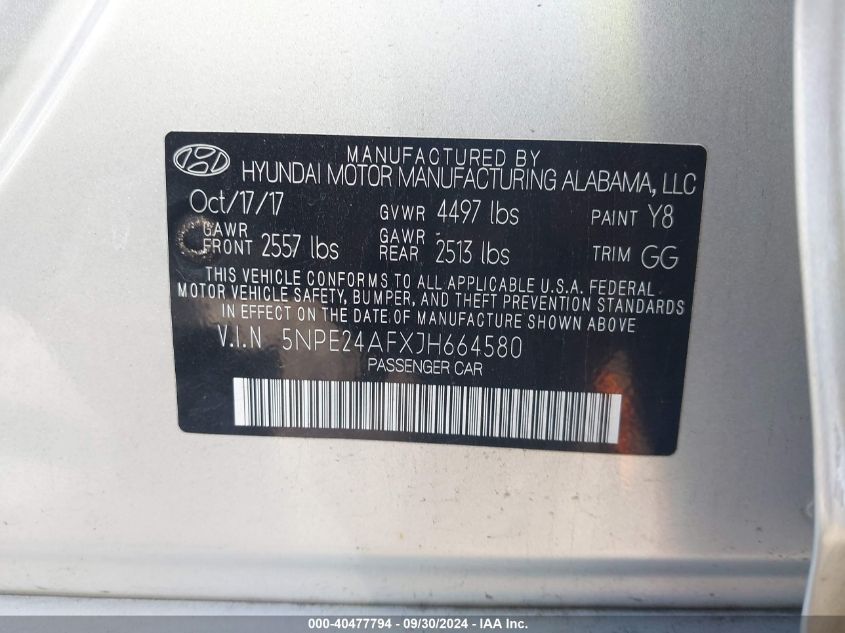 MANUFACTURED BY
HYUNDAI MOTOR MANUFACTURING ALABAMA, LLC
Oct/17/17 GVWR 4497 lbs PAINT Y8
GAWR FRONT 2557 lbs GAWR - REAR 2513 lbs TRIM GG
THIS VEHICLE CONFORMS TO ALL APPLICABLE U.S.A. FEDERAL
MOTOR VEHICLE SAFETY, BUMPER, AND THEFT PREVENTION STANDARDS
IN EFFECT ON THE DATE OF MANUFACTURE SHOWN ABOVE
V.I.N 5NPE24AFXJH664580
PASSENGER CAR
000-40477794 - 09/30/2024 - IAA Inc.